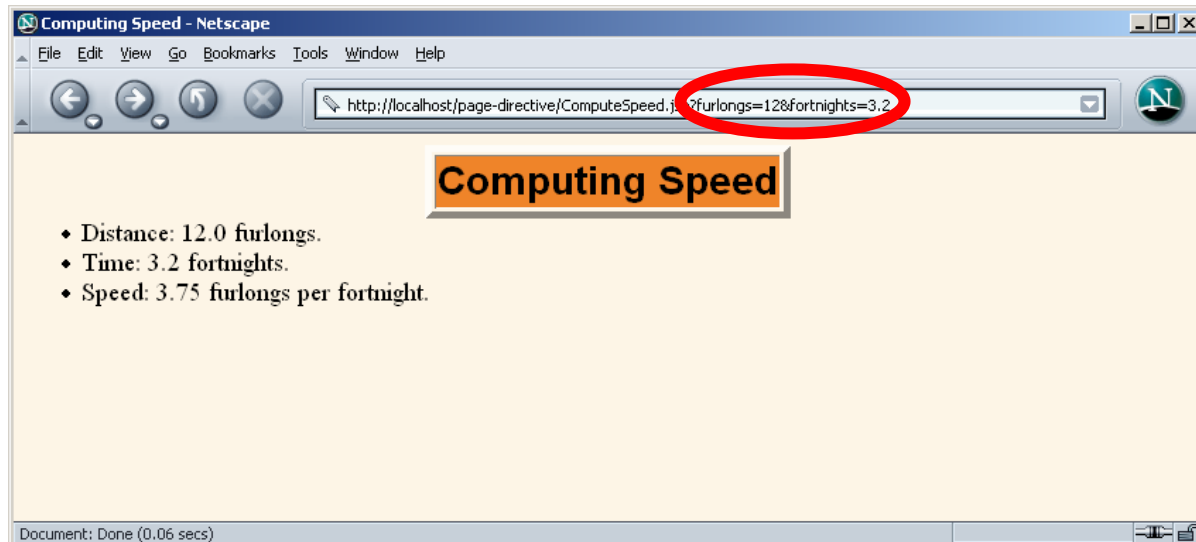 Computing Speed - Netscape
File Edit View Go Bookmarks Tools Window Help
http://localhost/page-directive/ComputeSpeed.js ?furlongs=12&fortnights=3.2
N
Computing Speed
Distance: 12.0 furlongs.
Time: 3.2 fortnights.
Speed: 3.75 furlongs per fortnight.
Document: Done (0.06 secs)